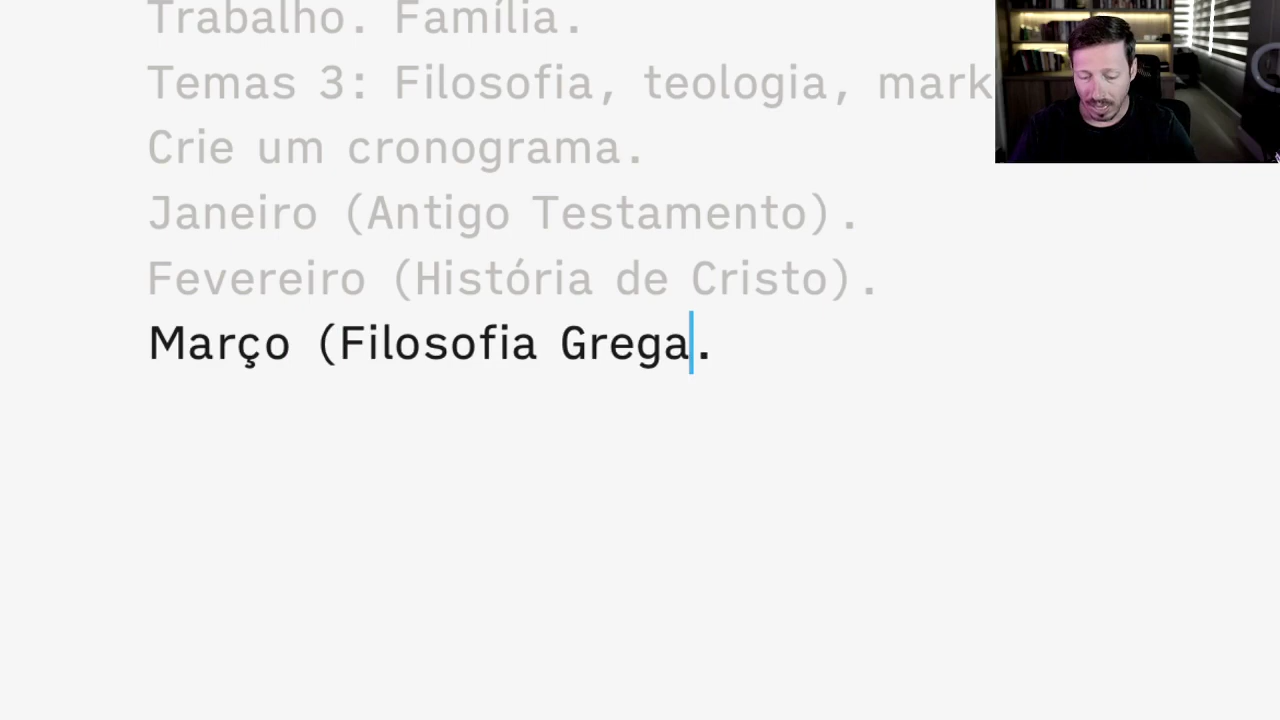 Trabalho. Família.
Temas 3: Filosofia, teologia, mark
Crie um cronograma.
Janeiro (Antigo Testamento).
Fevereiro (História de Cristo).
Março (Filosofia Grega.